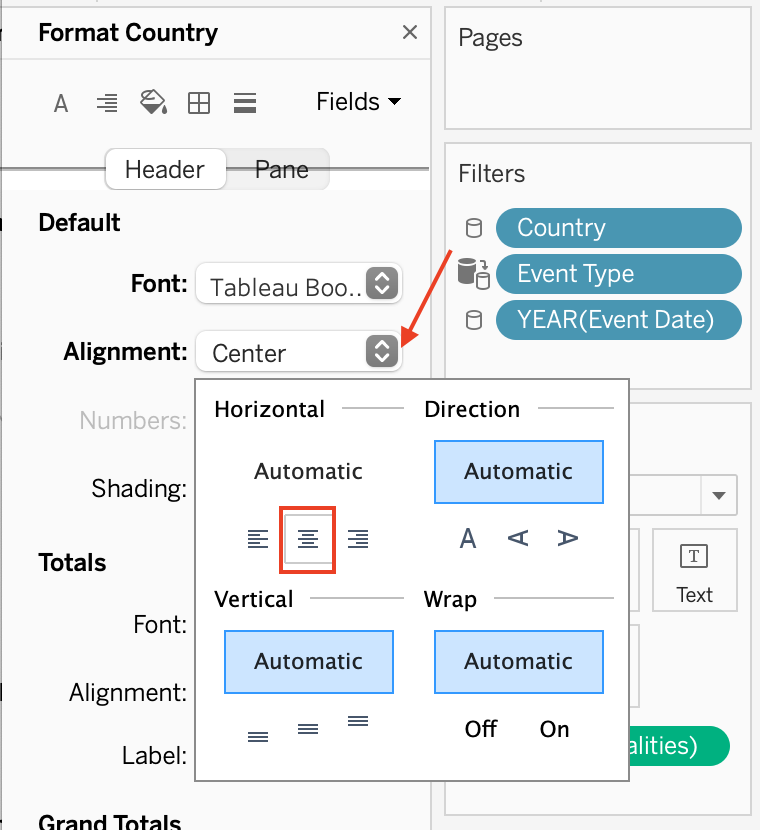 Format Country
A
Fields
Header
Pane
Default
Font:
Tableau Boo..
Alignment:
Center
Numbers:
Shading:
Totals
Font:
Alignment:
Label:
Grand Totals
Horizontal
Automatic
Direction
Automatic
A A A
Vertical
Automatic
Wrap
Automatic
Off On
Pages
Filters
Country
Event Type
YEAR(Event Date)
T
Text
alities)